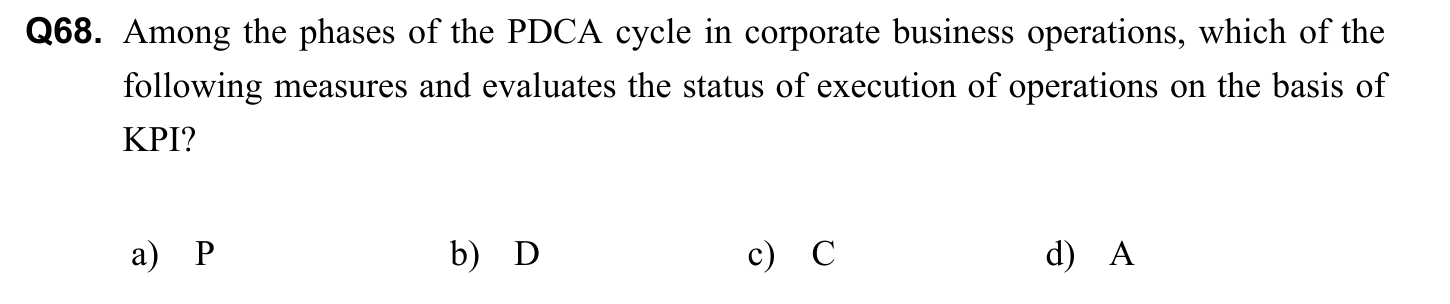 Q68. Among the phases of the PDCA cycle in corporate business operations, which of the
following measures and evaluates the status of execution of operations on the basis of
KPI?
a) P b) D c) C d) A